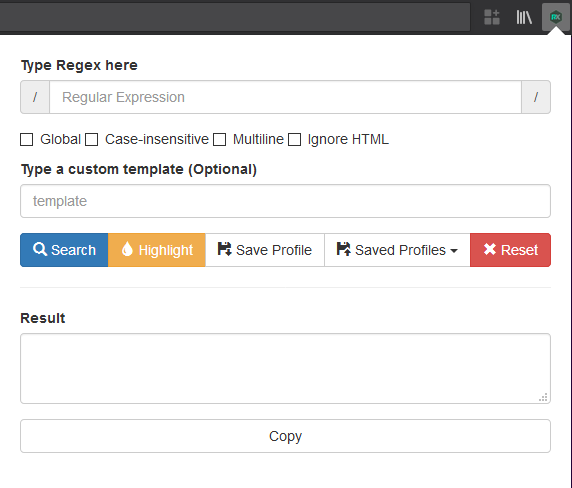 Type Regex here
/ Regular Expression /
Global Case-insensitive Multiline Ignore HTML
Type a custom template (Optional)
template
Search Highlight Save Profile Saved Profiles Reset
Result
Copy